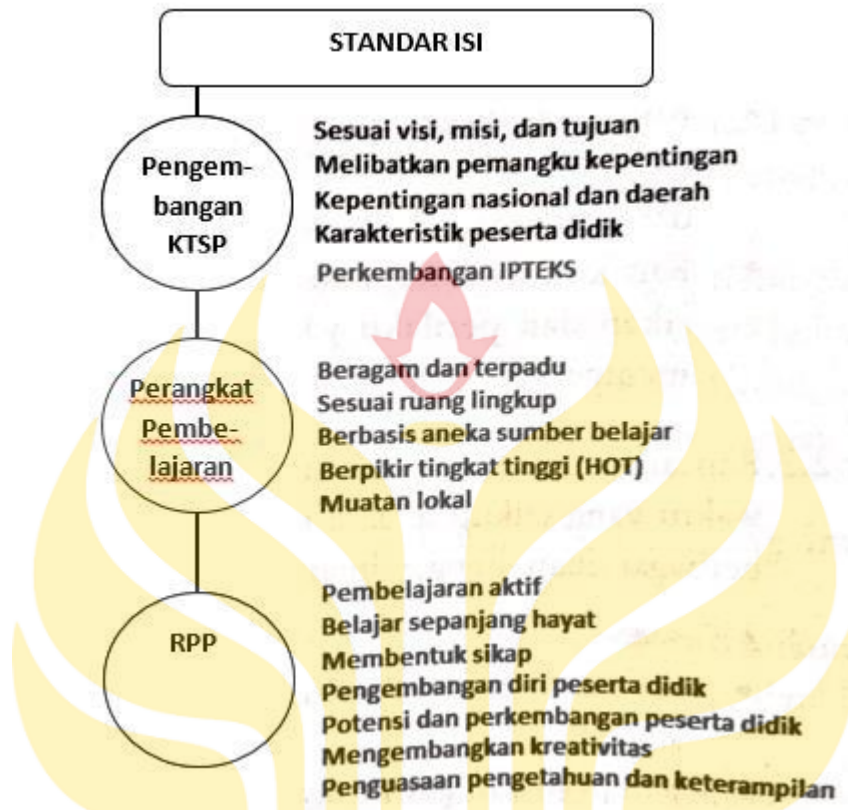 STANDAR ISI
Pengem-
bangan
KTSP
Sesuai visi, misi, dan tujuan
Melibatkan pemangku kepentingan
Kepentingan nasional dan daerah
Karakteristik peserta didik
Perkembangan IPTEKS
Perangkat
Pembe-
lajaran
Beragam dan terpadu
Sesuai ruang lingkup
Berbasis aneka sumber belajar
Berpikir tingkat tinggi (HOT)
Muatan lokal
RPP
Pembelajaran aktif
Belajar sepanjang hayat
Membentuk sikap
Pengembangan diri peserta didik
Potensi dan perkembangan peserta didik
Mengembangkan kreativitas
Penguasaan pengetahuan dan keterampilan